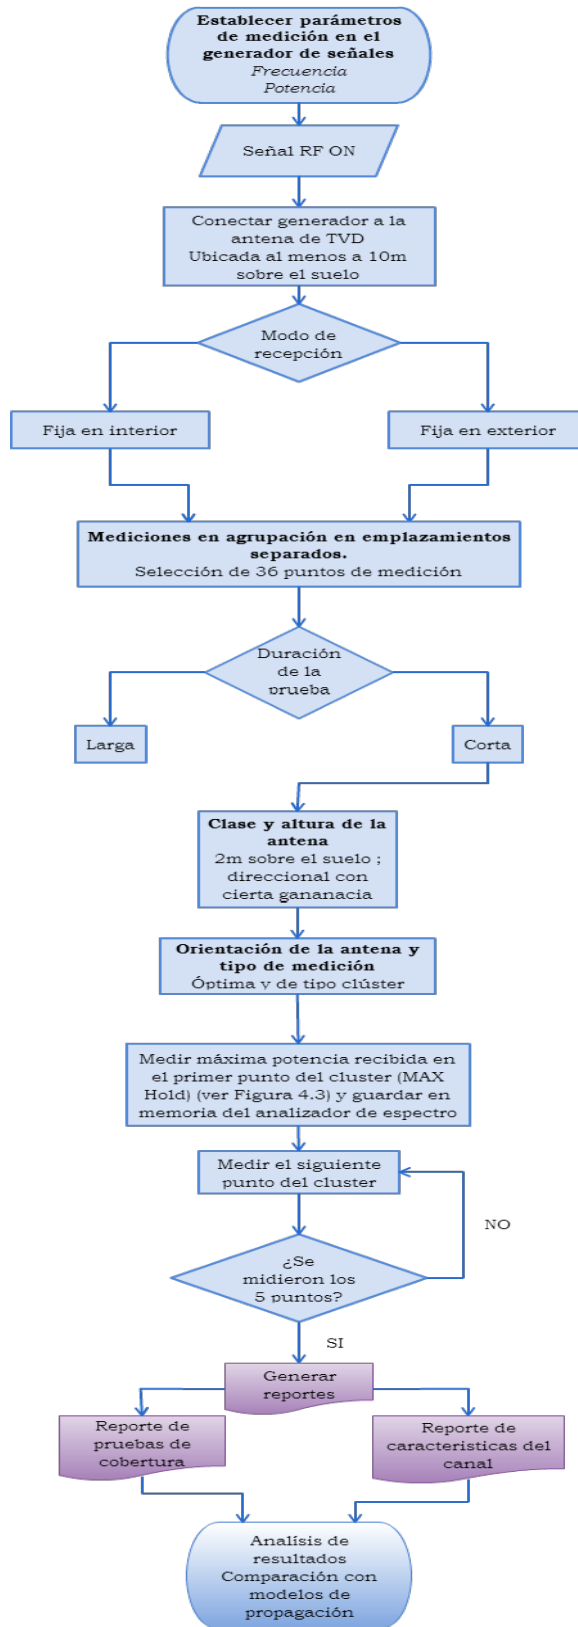 Establecer parámetros
de medición en el
generador de señales
Frecuencia
Potencia
Señal RF ON
Conectar generador a la
antena de TVD
Ubicada al menos a 10m
sobre el suelo
Modo de
recepción
Fija en interior
Fija en exterior
Mediciones en agrupación en emplazamientos
separados.
Selección de 36 puntos de medición
Duración
de la
prueba
Larga
Corta
Clase y altura de la
antena
2m sobre el suelo ;
direccional con
cierta gananacia
Orientación de la antena y
tipo de medición
Óptima y de tipo clúster
Medir máxima potencia recibida en
el primer punto del cluster (MAX
Hold) (ver Figura 4.3) y guardar en
memoria del analizador de espectro
Medir el siguiente
punto del cluster
NO
¿Se
midieron los
5 puntos?
SI
Generar
reportes
Reporte de
pruebas de
cobertura
Reporte de
caracteristicas del
canal
Analísis de
resultados
Comparación con
modelos de
propagación